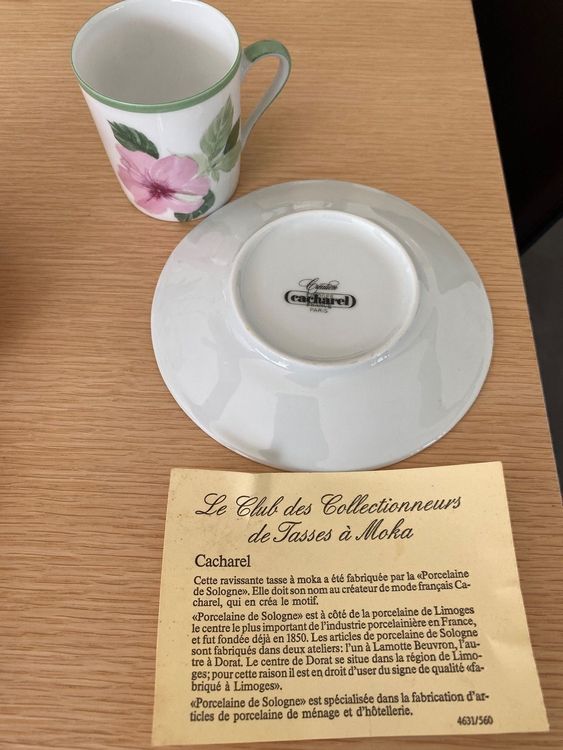 Création
cacharel
PARIS
Le Club des Collectionneurs
de Tasses à Moka
Cacharel
Cette ravissante tasse à moka a été fabriquée par la «Porcelaine
de Sologne». Elle doit son nom au créateur de mode français Ca-
charel, qui en créa le motif.
«Porcelaine de Sologne» est à côté de la porcelaine de Limoges
le centre le plus important de l'industrie porcelainière en France,
et fut fondée déjà en 1850. Les articles de porcelaine de Sologne
sont fabriqués dans deux ateliers: l'un à Lamotte Beuvron, l'au-
tre à Dorat. Le centre de Dorat se situe dans la région de Limo-
ges; pour cette raison il est en droit d'user du signe de qualité «fa-
briqué à Limoges».
«Porcelaine de Sologne» est spécialisée dans la fabrication d'ar-
ticles de porcelaine de ménage et d'hôtellerie.
4631/560